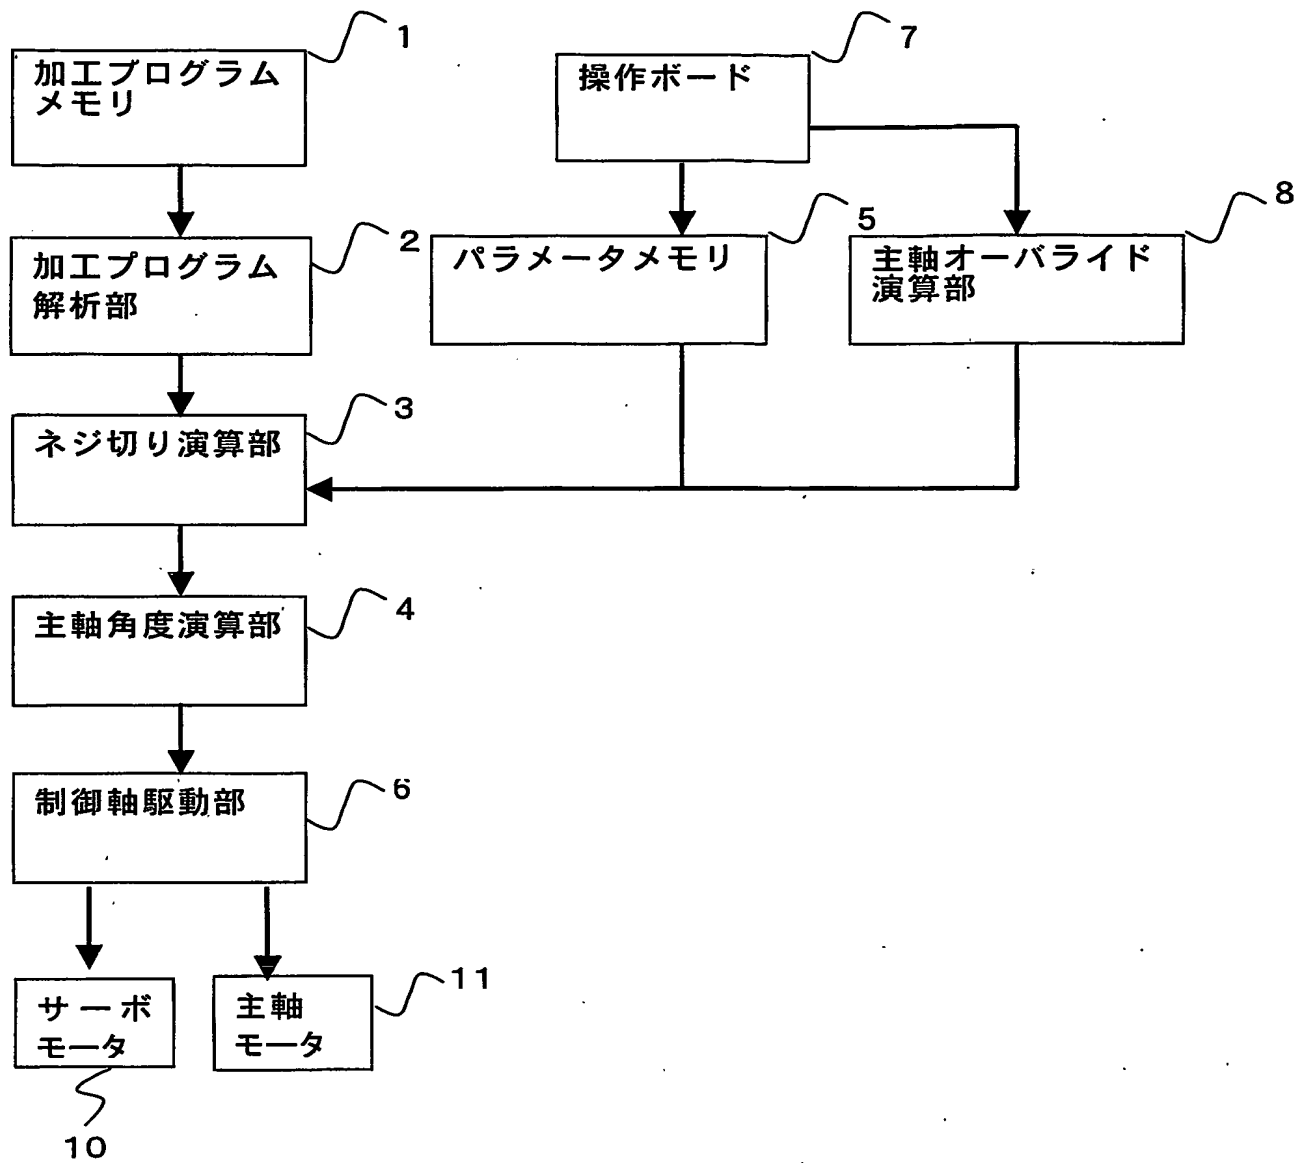 1
加工プログラム
メモリ
7
操作ボード
2
加工プログラム
解析部
5
パラメータメモリ
8
主軸オーバライド
演算部
3
ネジ切り演算部
4
主軸角度演算部
6
制御軸駆動部
サーボ
モータ
10
主軸
モータ
11